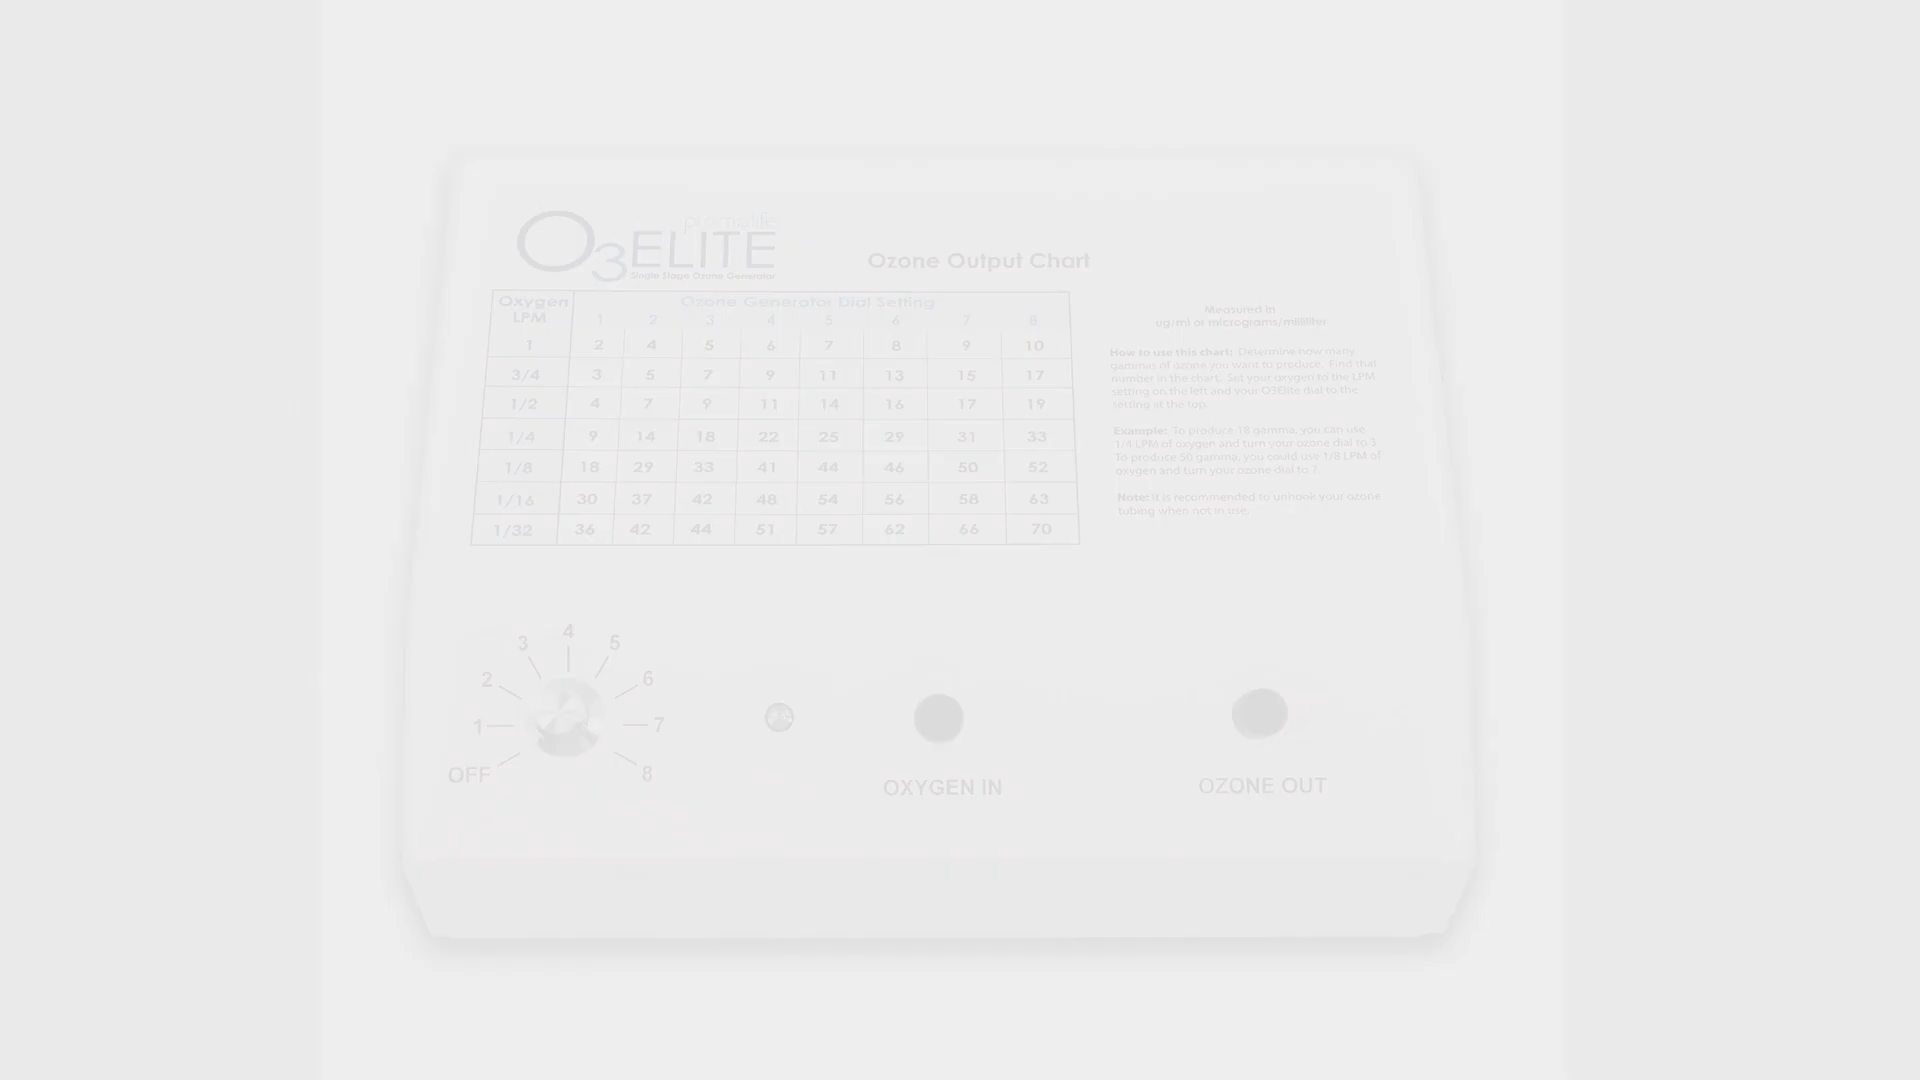 promolife
O3ELITE
Single Stage Ozone Generator
Ozone Output Chart
Oxygen LPM
Ozone Generator Dial Setting
1 2 3 4 5 6 7 8
1 2 4 5 6 7 8 9 10
3/4 3 5 7 9 11 13 15 17
1/2 4 7 9 11 14 16 17 19
1/4 9 14 18 22 25 29 31 33
1/8 18 29 33 41 44 46 50 52
1/16 30 37 42 48 54 56 58 63
1/32 36 42 44 51 57 62 66 70
Measured in
ug/ml or micrograms/milliliter
How to use this chart: Determine how many
gammas of ozone you want to produce. Find that
number in the chart. Set your oxygen to the LPM
setting on the left and your O3Elite dial to the
setting at the top.
Example: To produce 18 gamma, you can use
1/4 LPM of oxygen and turn your ozone dial to 3.
To produce 50 gamma, you could use 1/8 LPM of
oxygen and turn your ozone dial to 7.
Note: It is recommended to unhook your ozone
tubing when not in use.
OFF 1 2 3 4 5 6 7 8
OXYGEN IN
OZONE OUT